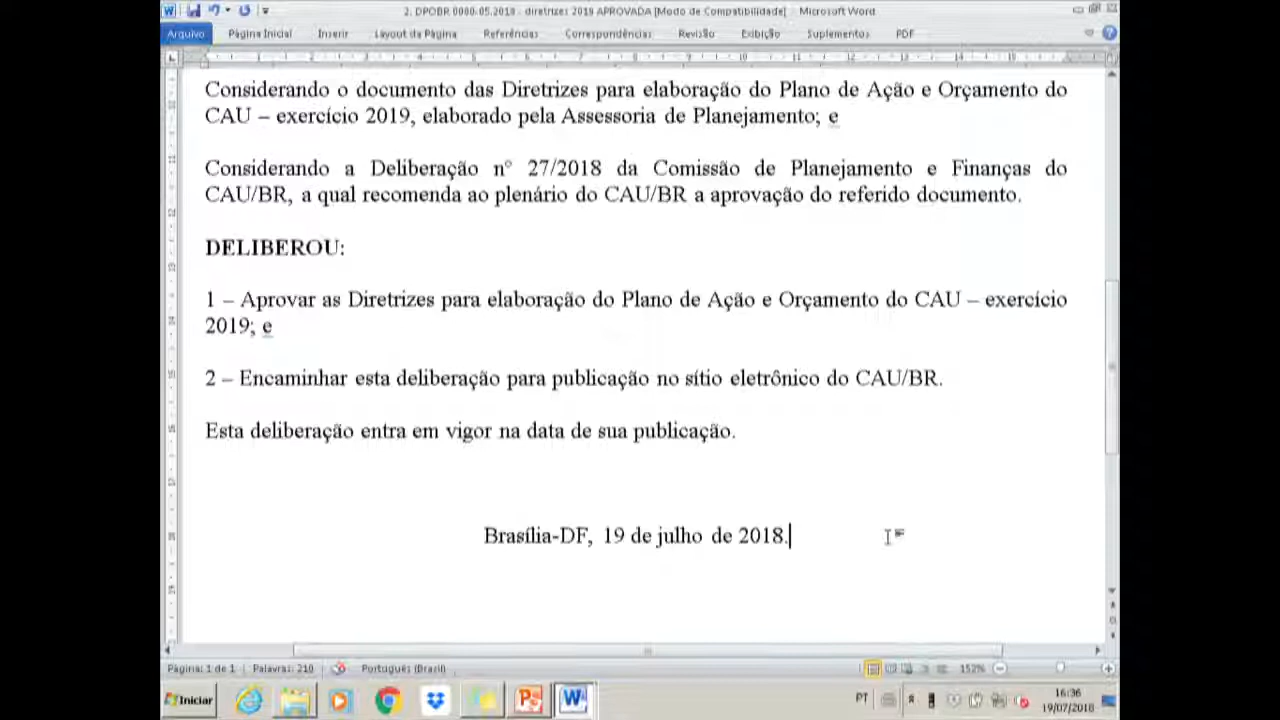 2. DPOBR 0080-05.2018 - diretrizes 2019 APROVADA [Modo de Compatibilidade] - Microsoft Word
Arquivo Página Inicial Inserir Layout da Página Referências Correspondências Revisão Exibição Suplementos PDF
Considerando o documento das Diretrizes para elaboração do Plano de Ação e Orçamento do
CAU – exercício 2019, elaborado pela Assessoria de Planejamento; e
Considerando a Deliberação n° 27/2018 da Comissão de Planejamento e Finanças do
CAU/BR, a qual recomenda ao plenário do CAU/BR a aprovação do referido documento.
DELIBEROU:
1 – Aprovar as Diretrizes para elaboração do Plano de Ação e Orçamento do CAU – exercício
2019; e
2 – Encaminhar esta deliberação para publicação no sítio eletrônico do CAU/BR.
Esta deliberação entra em vigor na data de sua publicação.
Brasília-DF, 19 de julho de 2018.
Página: 1 de 1 Palavras: 210 Português (Brasil) 152%
Iniciar PT 16:36
19/07/2018